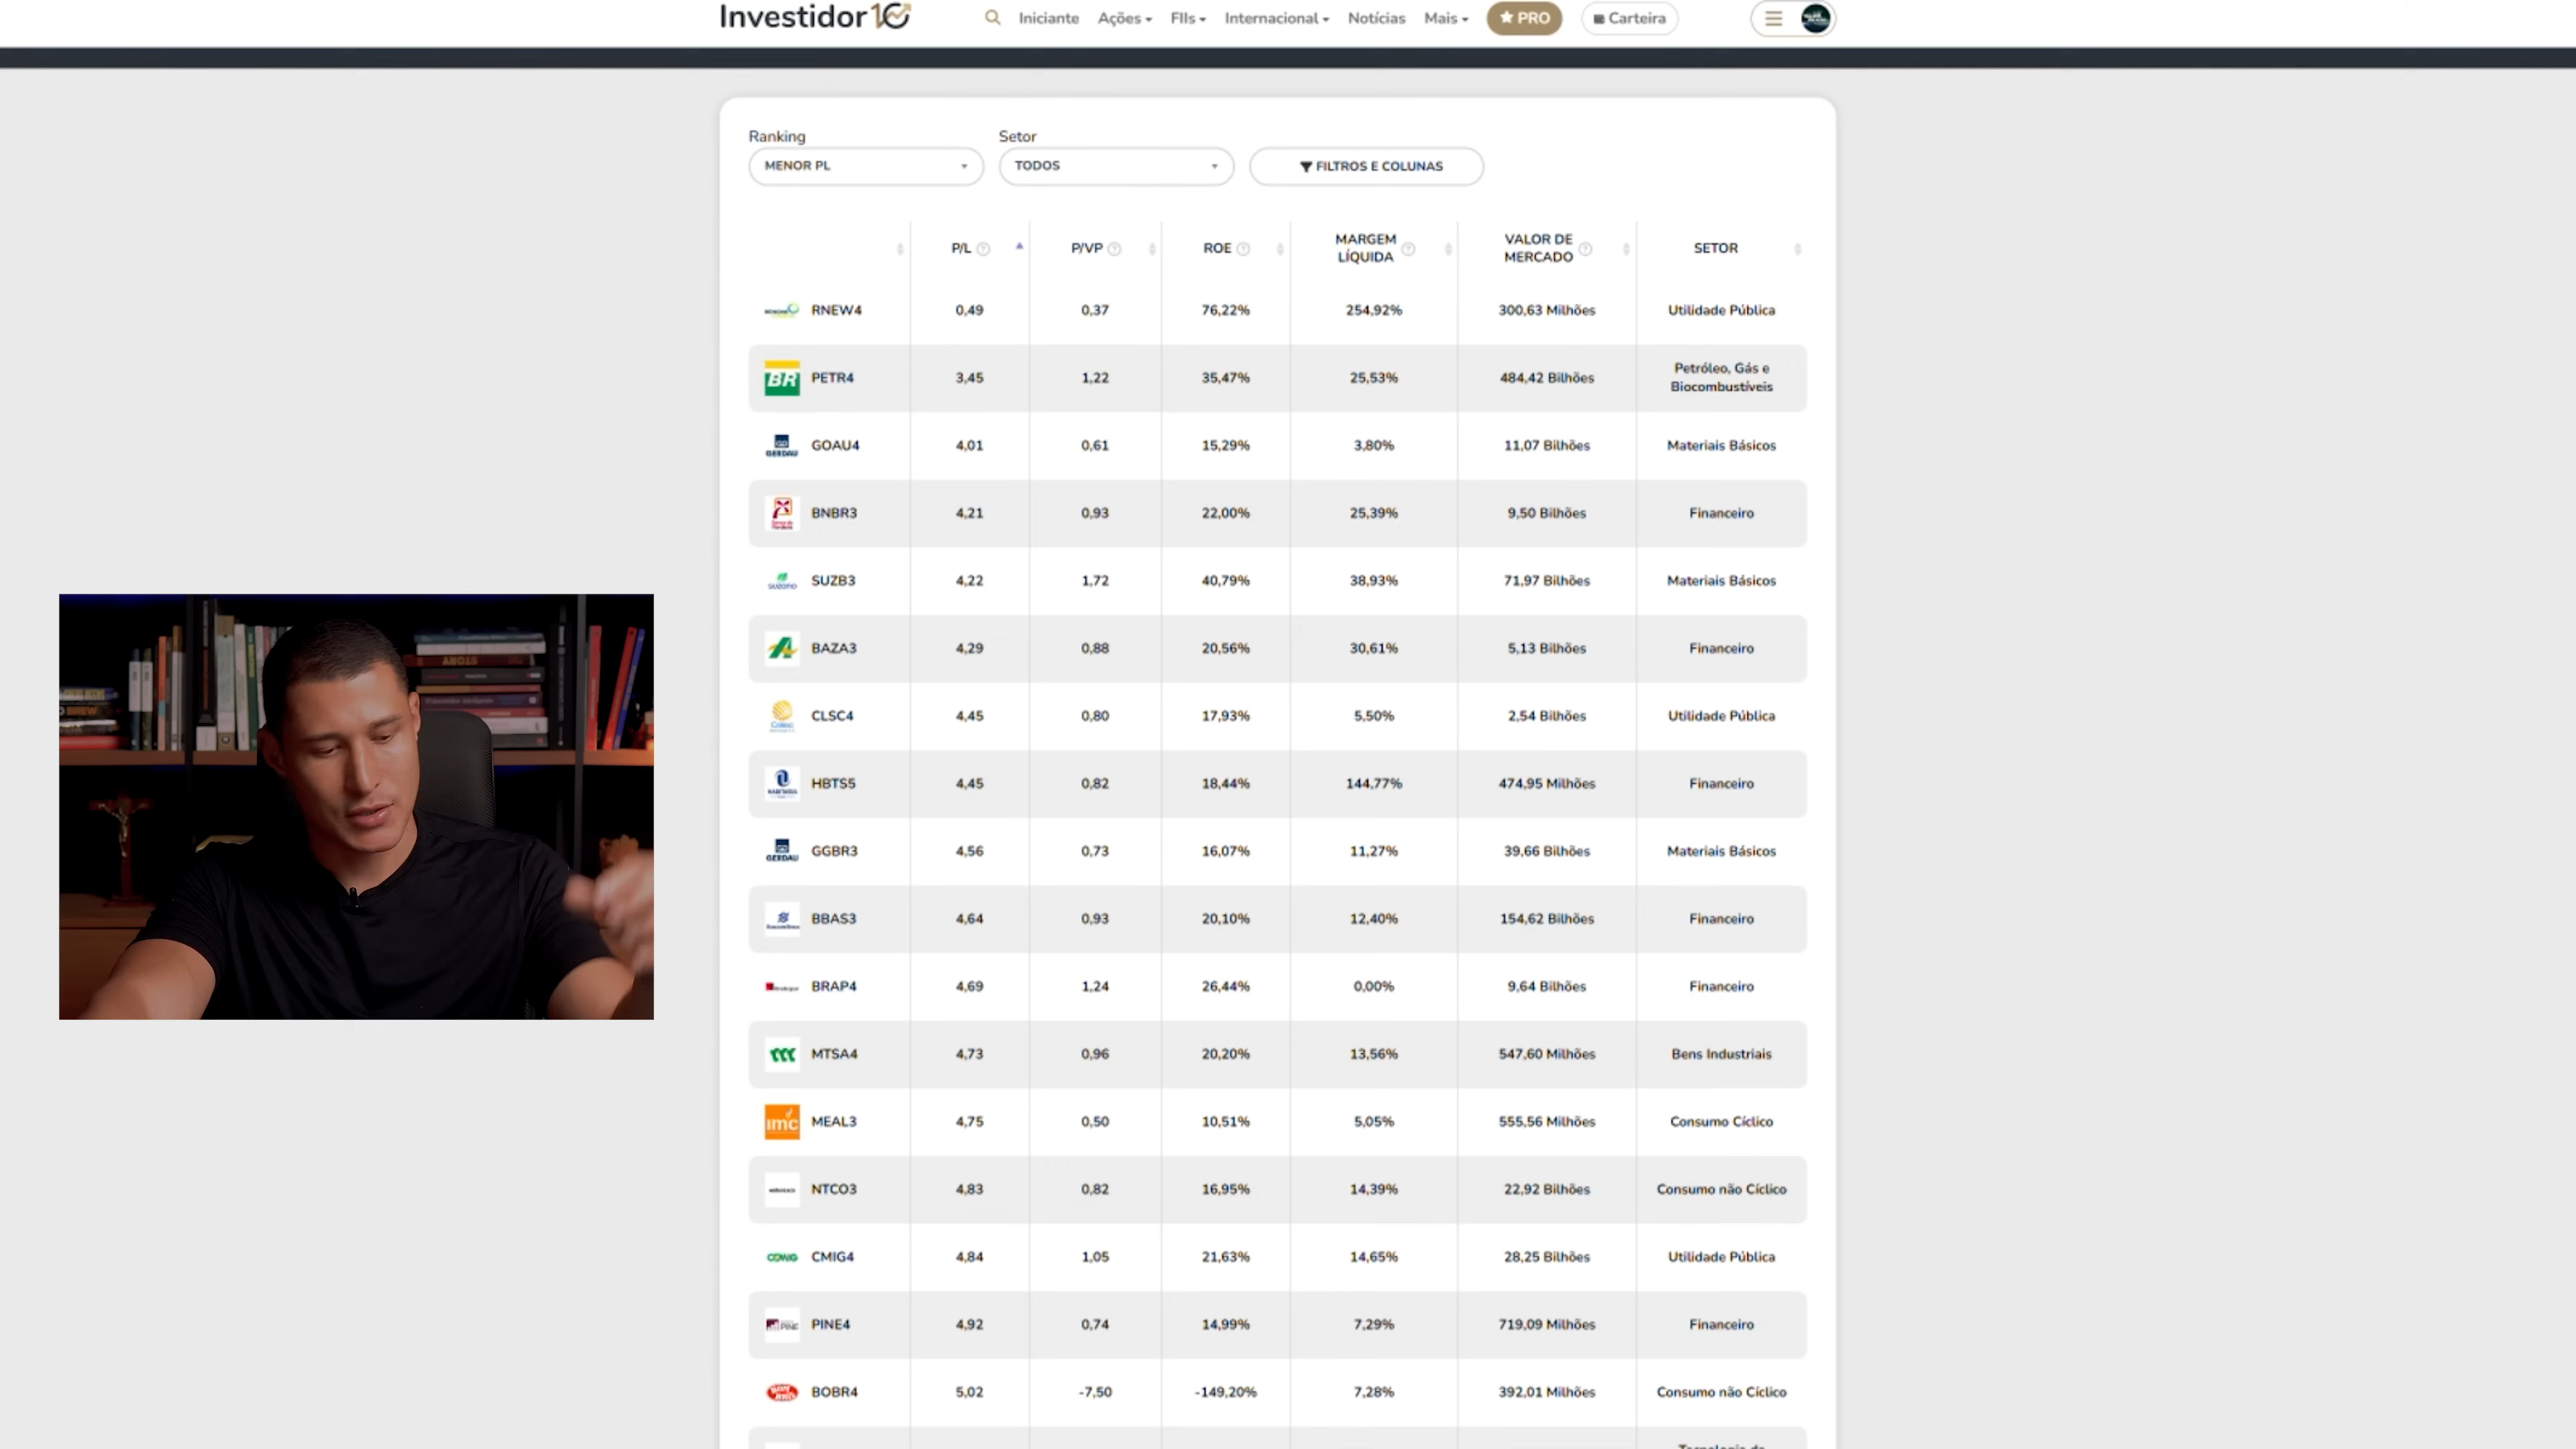 Investidor10
Iniciante Ações FIIs Internacional Notícias Mais PRO Carteira
Ranking Setor
MENOR PL TODOS FILTROS E COLUNAS
P/L P/VP ROE MARGEM LÍQUIDA VALOR DE MERCADO SETOR
RNEW4 0,49 0,37 76,22% 254,92% 300,63 Milhões Utilidade Pública
BR PETR4 3,45 1,22 35,47% 25,53% 484,42 Bilhões Petróleo, Gás e Biocombustíveis
GERDAU GOAU4 4,01 0,61 15,29% 3,80% 11,07 Bilhões Materiais Básicos
BNBR3 4,21 0,93 22,00% 25,39% 9,50 Bilhões Financeiro
suzano SUZB3 4,22 1,72 40,79% 38,93% 71,97 Bilhões Materiais Básicos
BAZA3 4,29 0,88 20,56% 30,61% 5,13 Bilhões Financeiro
Celesc CLSC4 4,45 0,80 17,93% 5,50% 2,54 Bilhões Utilidade Pública
HBTS5 4,45 0,82 18,44% 144,77% 474,95 Milhões Financeiro
GERDAU GGBR3 4,56 0,73 16,07% 11,27% 39,66 Bilhões Materiais Básicos
BBAS3 4,64 0,93 20,10% 12,40% 154,62 Bilhões Financeiro
BRAP4 4,69 1,24 26,44% 0,00% 9,64 Bilhões Financeiro
MTSA4 4,73 0,96 20,20% 13,56% 547,60 Milhões Bens Industriais
imc MEAL3 4,75 0,50 10,51% 5,05% 555,56 Milhões Consumo Cíclico
NTCO3 4,83 0,82 16,95% 14,39% 22,92 Bilhões Consumo não Cíclico
CMIG4 4,84 1,05 21,63% 14,65% 28,25 Bilhões Utilidade Pública
PINE PINE4 4,92 0,74 14,99% 7,29% 719,09 Milhões Financeiro
BOBR4 5,02 -7,50 -149,20% 7,28% 392,01 Milhões Consumo não Cíclico